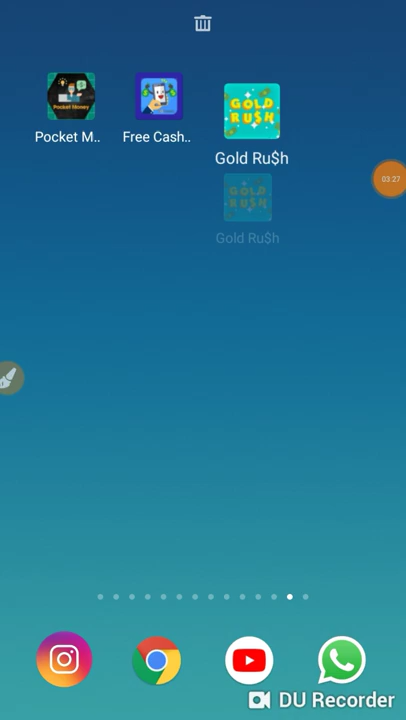 Pocket Money
Pocket M..
Free Cash..
GOLD
RU$H
Gold Ru$h
03:27
GOLD
RU$H
Gold Ru$h
DU Recorder